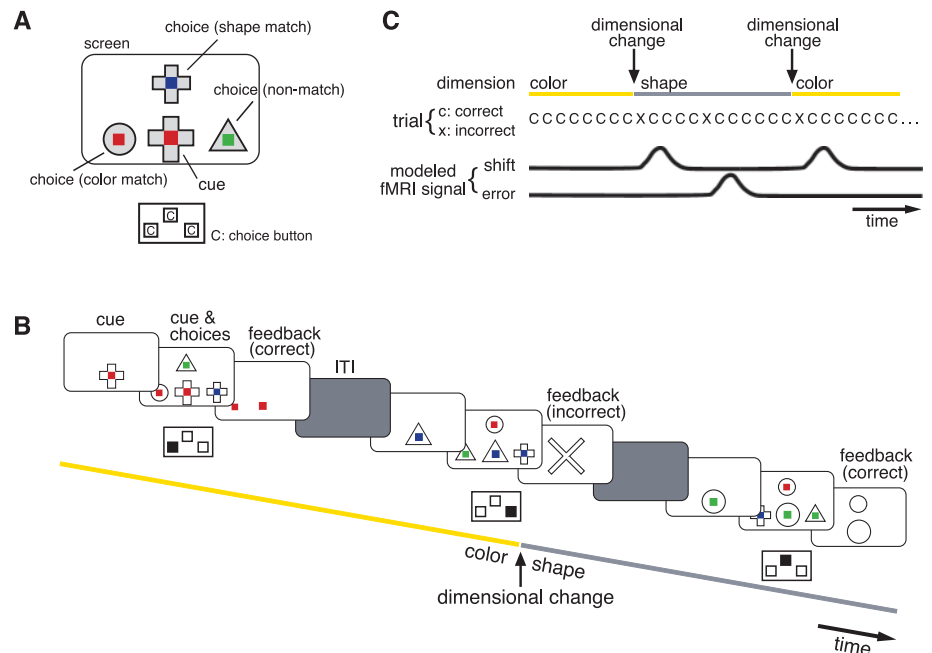 A
choice (shape match)
screen
choice (non-match)
choice (color match)
cue
C
C C
C: choice button
C
dimensional change
dimensional change
dimension
color shape color
trial { c: correct
x: incorrect
CCCCCCCCXCCCCXCCCCCCXCCCCCCC...
modeled fMRI signal { shift
error
time
B
cue
cue & choices
feedback (correct)
ITI
feedback (incorrect)
feedback (correct)
color shape
dimensional change
time